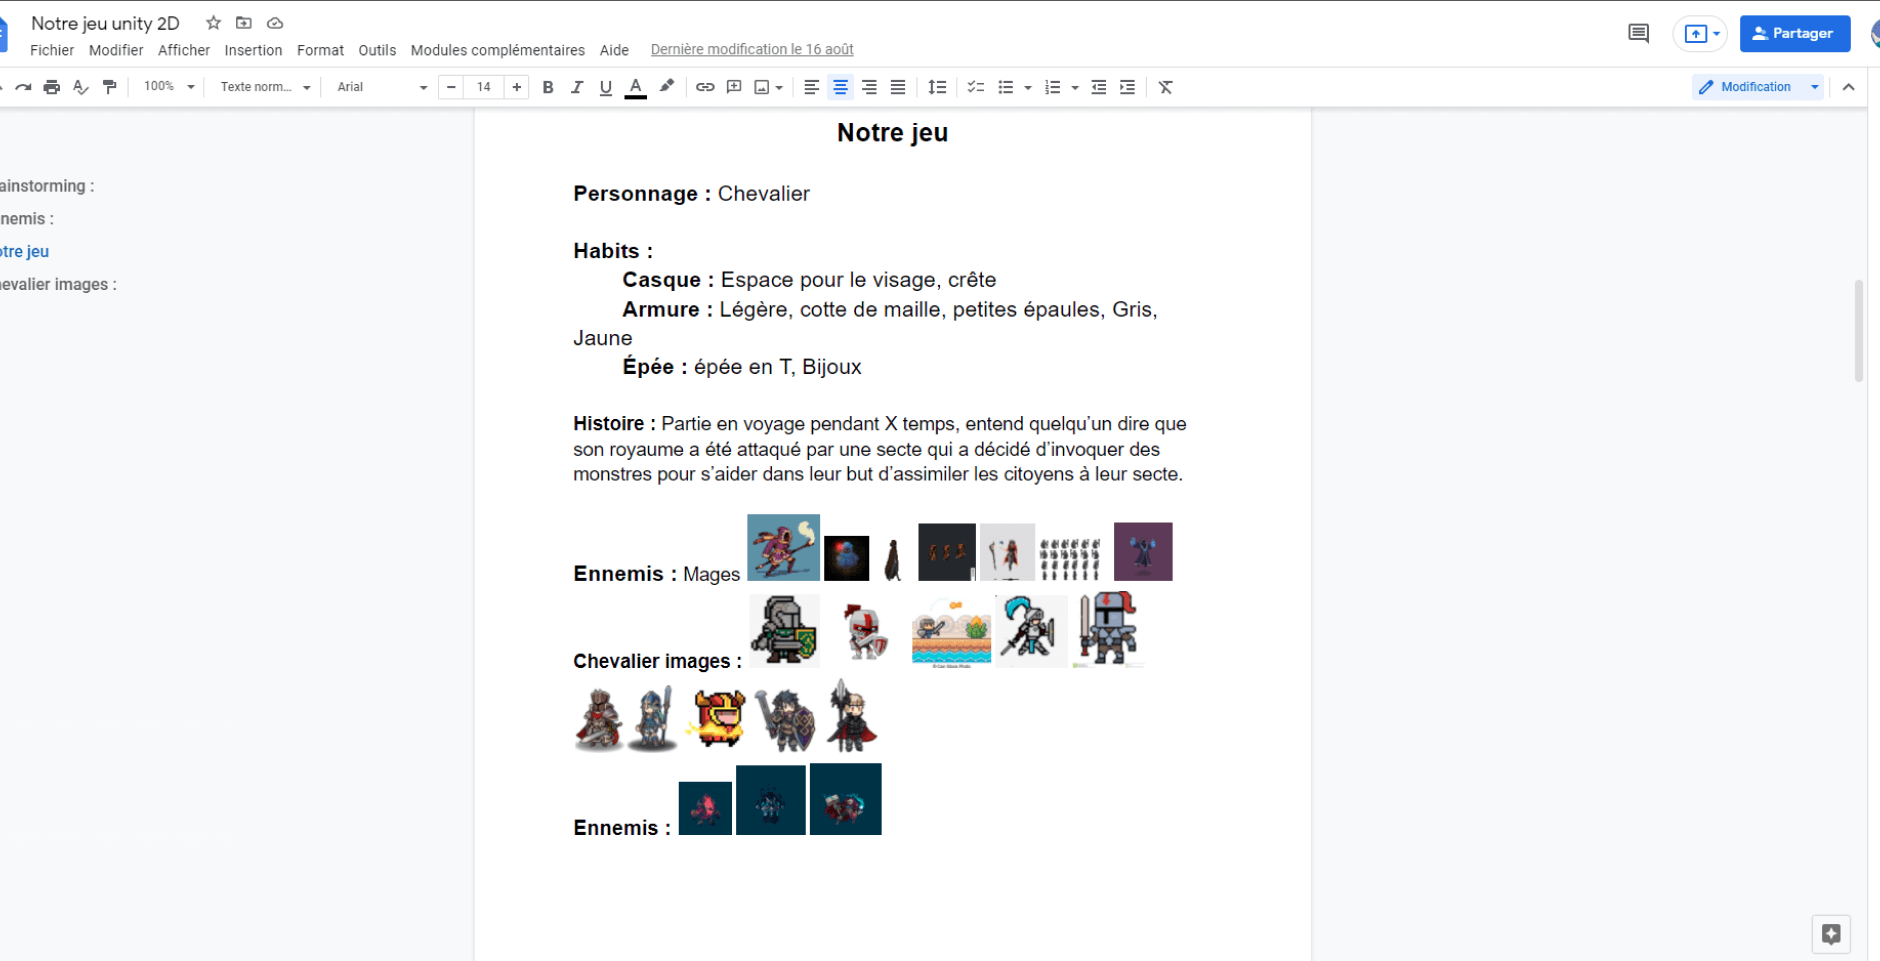 Notre jeu unity 2D
Fichier Modifier Afficher Insertion Format Outils Modules complémentaires Aide Dernière modification le 16 août
Partager
100% Texte norm... Arial 14 Modification
Notre jeu
ainstorming :
Personnage : Chevalier
nemis :
otre jeu
Habits :
evalier images :
Casque : Espace pour le visage, crête
Armure : Légère, cotte de maille, petites épaules, Gris,
Jaune
Épée : épée en T, Bijoux
Histoire : Partie en voyage pendant X temps, entend quelqu’un dire que
son royaume a été attaqué par une secte qui a décidé d’invoquer des
monstres pour s’aider dans leur but d’assimiler les citoyens à leur secte.
Ennemis : Mages
Chevalier images :
Ennemis :